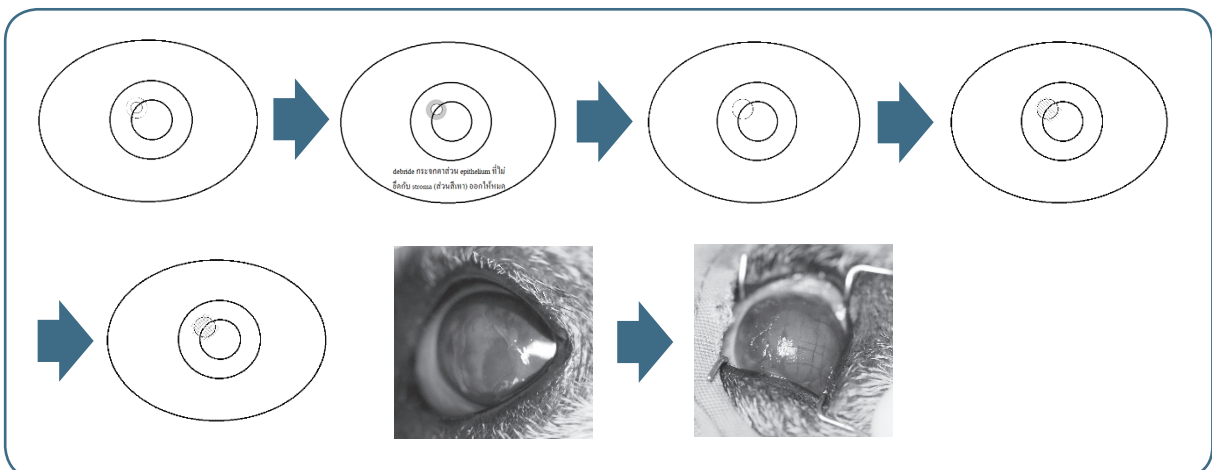 debride กระจกตาส่วน epithelium ที่ไม่
ยึดกับ stroma (ส่วนสีเทา) ออกให้หมด